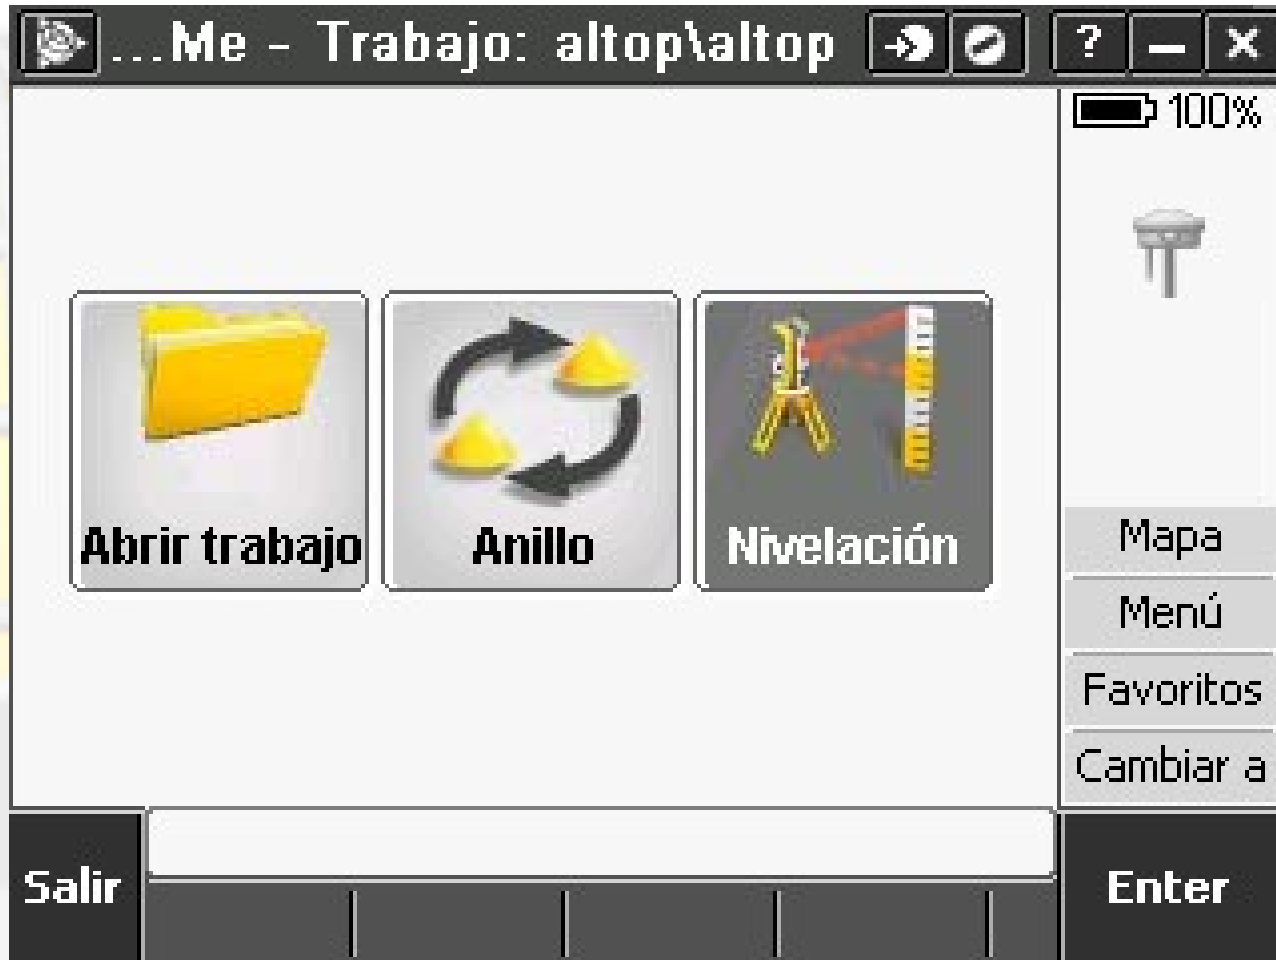 ...Me - Trabajo: altop\altop ?
100%
Abrir trabajo
Anillo
Nivelación
Mapa
Menú
Favoritos
Cambiar a
Salir
Enter